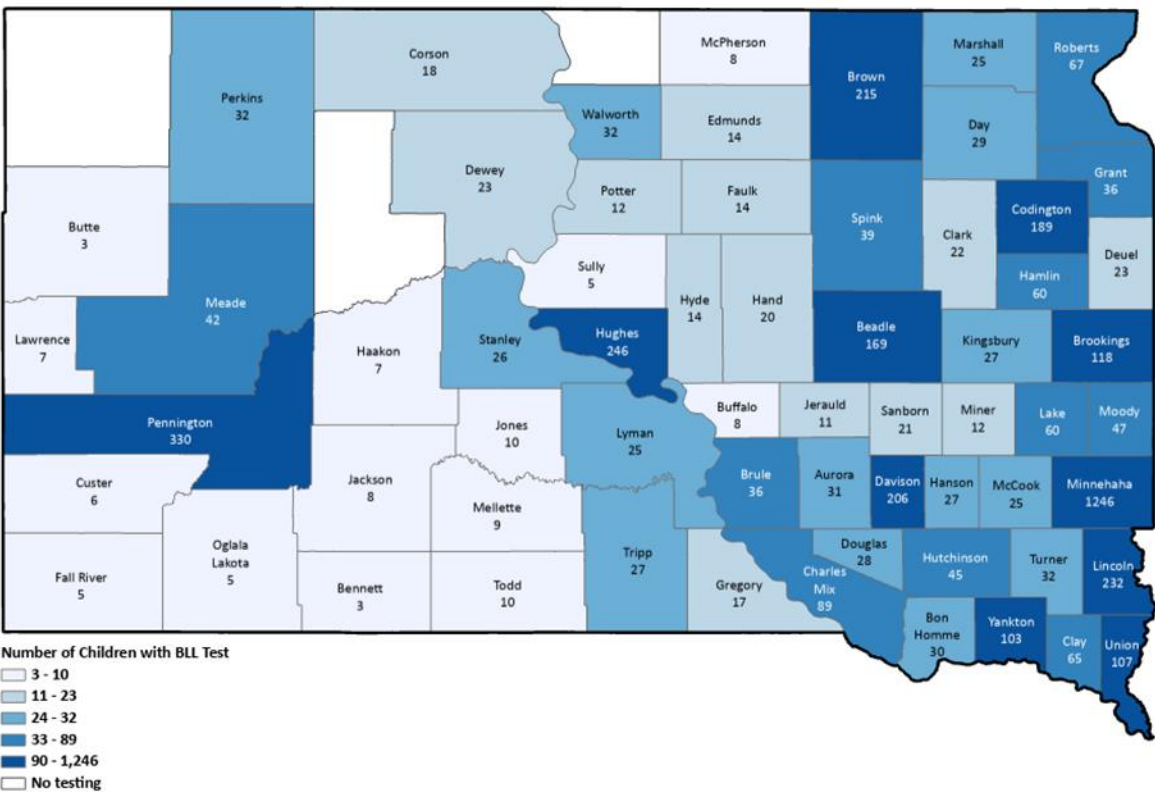 Corson
18
McPherson
8
Brown
215
Marshall
25
Roberts
67
Perkins
32
Walworth
32
Edmunds
14
Day
29
Dewey
23
Potter
12
Faulk
14
Spink
39
Grant
36
Codington
189
Clark
22
Deuel
23
Butte
3
Sully
5
Hamlin
60
Meade
42
Hyde
14
Hand
20
Lawrence
7
Haakon
7
Stanley
26
Hughes
246
Beadle
169
Kingsbury
27
Brookings
118
Pennington
330
Jones
10
Lyman
25
Buffalo
8
Jerauld
11
Sanborn
21
Miner
12
Lake
60
Moody
47
Custer
6
Jackson
8
Mellette
9
Brule
36
Aurora
31
Davison
206
Hanson
27
McCook
25
Minnehaha
1246
Fall River
5
Oglala
Lakota
5
Bennett
3
Todd
10
Tripp
27
Gregory
17
Charles
Mix
89
Douglas
28
Hutchinson
45
Turner
32
Lincoln
232
Bon
Homme
30
Yankton
103
Clay
65
Union
107
Number of Children with BLL Test
3 - 10
11 - 23
24 - 32
33 - 89
90 - 1,246
No testing